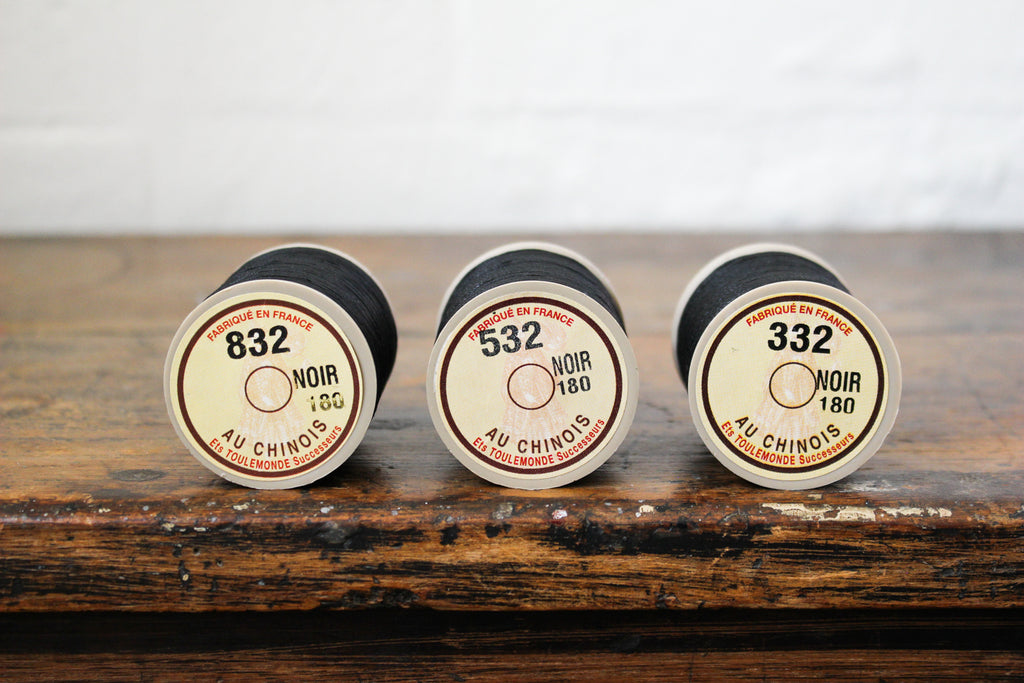 FABRIQUÉ EN FRANCE
832
NOIR
180
AU CHINOIS
Ets TOULEMONDE Successeurs
FABRIQUÉ EN FRANCE
532
NOIR
180
AU CHINOIS
Ets TOULEMONDE Successeurs
FABRIQUÉ EN FRANCE
332
NOIR
180
AU CHINOIS
Ets TOULEMONDE Successeurs